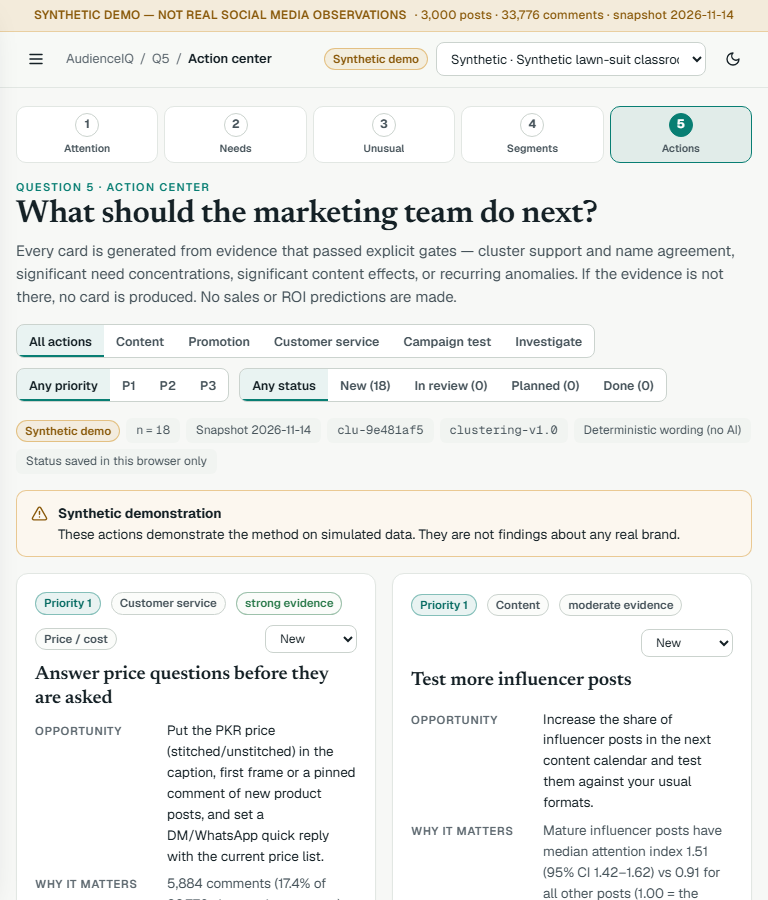 SYNTHETIC DEMO — NOT REAL SOCIAL MEDIA OBSERVATIONS · 3,000 posts · 33,776 comments · snapshot 2026-11-14
AudienceIQ / Q5 / Action center
Synthetic demo
Synthetic · Synthetic lawn-suit classroo
1
Attention
2
Needs
3
Unusual
4
Segments
5
Actions
QUESTION 5 · ACTION CENTER
What should the marketing team do next?
Every card is generated from evidence that passed explicit gates — cluster support and name agreement,
significant need concentrations, significant content effects, or recurring anomalies. If the evidence is not
there, no card is produced. No sales or ROI predictions are made.
All actions Content Promotion Customer service Campaign test Investigate
Any priority P1 P2 P3 Any status New (18) In review (0) Planned (0) Done (0)
Synthetic demo n = 18 Snapshot 2026-11-14 clu-9e481af5 clustering-v1.0 Deterministic wording (no AI)
Status saved in this browser only
Synthetic demonstration
These actions demonstrate the method on simulated data. They are not findings about any real brand.
Priority 1 Customer service strong evidence
Price / cost New
Answer price questions before they
are asked
OPPORTUNITY Put the PKR price
(stitched/unstitched) in the
caption, first frame or a pinned
comment of new product
posts, and set a
DM/WhatsApp quick reply
with the current price list.
WHY IT MATTERS 5,884 comments (17.4% of
Priority 1 Content moderate evidence
New
Test more influencer posts
OPPORTUNITY Increase the share of
influencer posts in the next
content calendar and test
them against your usual
formats.
WHY IT MATTERS Mature influencer posts have
median attention index 1.51
(95% CI 1.42–1.62) vs 0.91 for
all other posts (1.00 = the